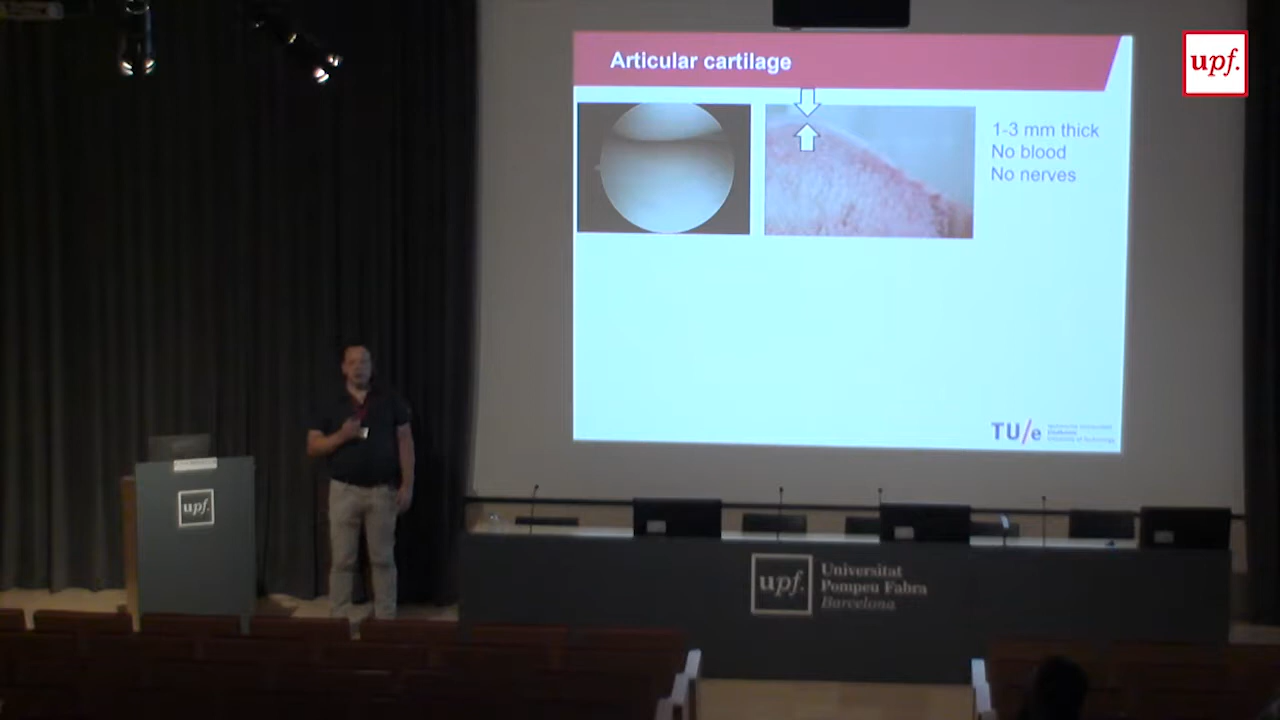 Articular cartilage
1-3 mm thick
No blood
No nerves
TU/e
upf.
upf.
upf.
Universitat
Pompeu Fabra
Barcelona